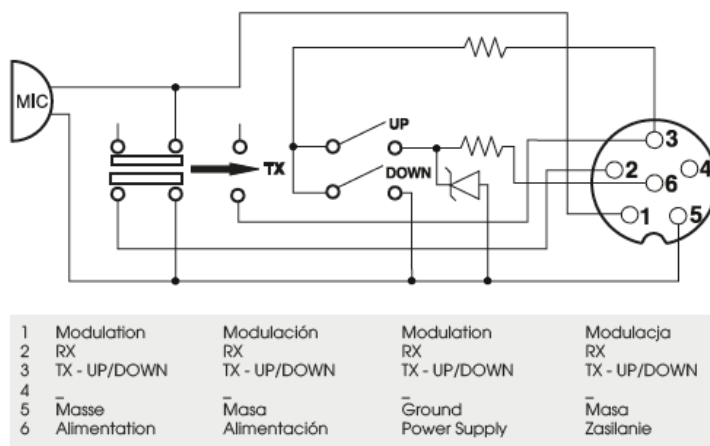 MIC
TX
UP
DOWN
3
2
4
6
1
5
1 Modulation Modulación Modulation Modulacja
2 RX RX RX RX
3 TX - UP/DOWN TX - UP/DOWN TX - UP/DOWN TX - UP/DOWN
4 _ _ _ _
5 Masse Masa Ground Masa
6 Alimentation Alimentación Power Supply Zasilanie